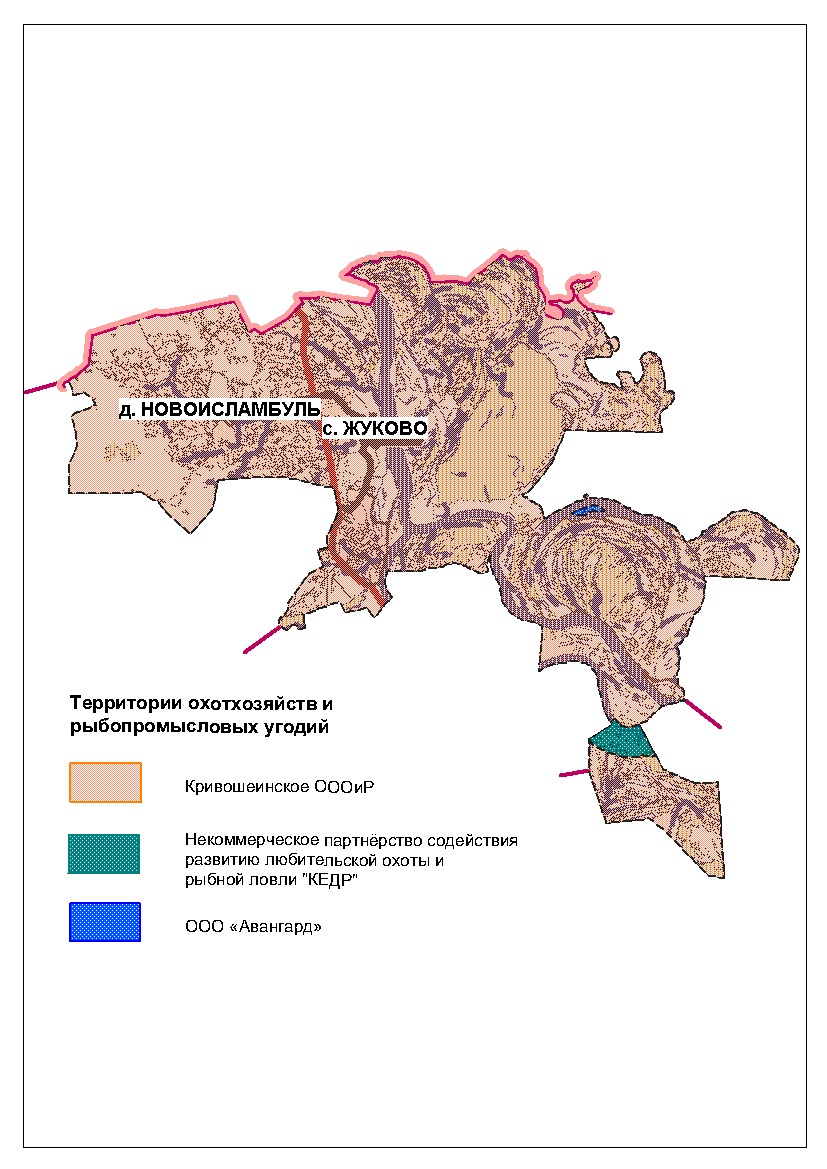 д. НОВОИСЛАМБУЛЬ
с. ЖУКОВО
Территории охотхозяйств и
рыбопромысловых угодий
Кривошеинское ОООиР
Некоммерческое партнёрство содействия
развитию любительской охоты и
рыбной ловли "КЕДР"
ООО «Авангард»